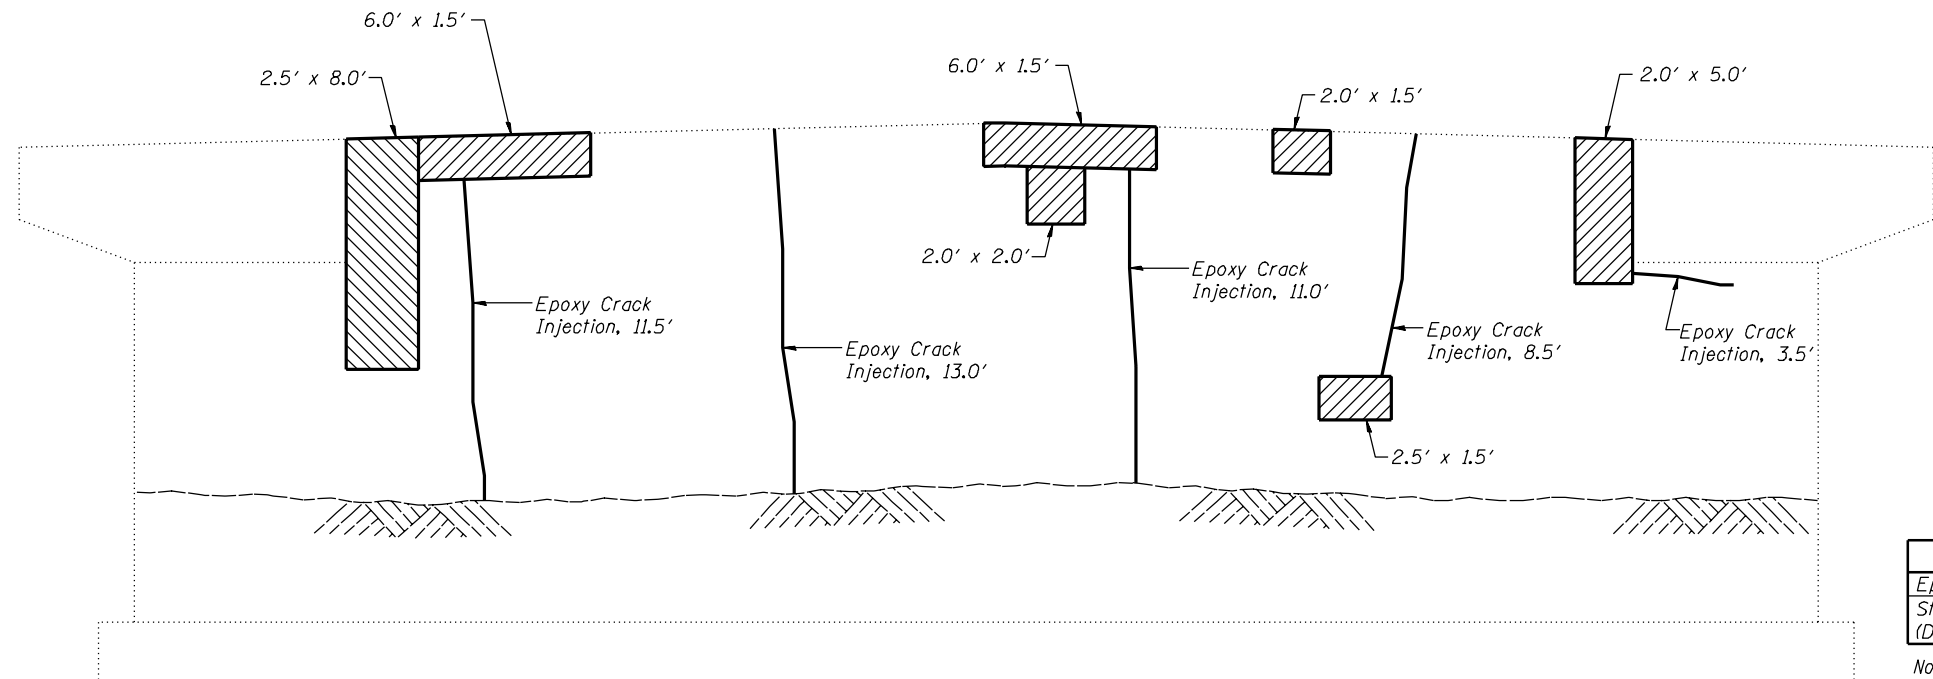 6.0' x 1.5'
2.5' x 8.0'
6.0' x 1.5'
2.0' x 1.5'
2.0' x 5.0'
2.0' x 2.0'
Epoxy Crack
Injection, 11.5'
Epoxy Crack
Injection, 13.0'
Epoxy Crack
Injection, 11.0'
Epoxy Crack
Injection, 8.5'
Epoxy Crack
Injection, 3.5'
2.5' x 1.5'